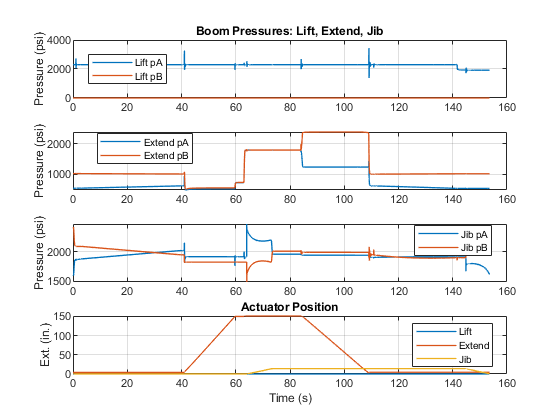 Boom Pressures: Lift, Extend, Jib
Pressure (psi)
4000
2000
0
Lift pA
Lift pB
0 20 40 60 80 100 120 140 160
Pressure (psi)
2000
1000
Extend pA
Extend pB
0 20 40 60 80 100 120 140 160
Pressure (psi)
2000
1500
Jib pA
Jib pB
0 20 40 60 80 100 120 140 160
Actuator Position
Ext. (in.)
150
100
50
0
Lift
Extend
Jib
0 20 40 60 80 100 120 140 160
Time (s)